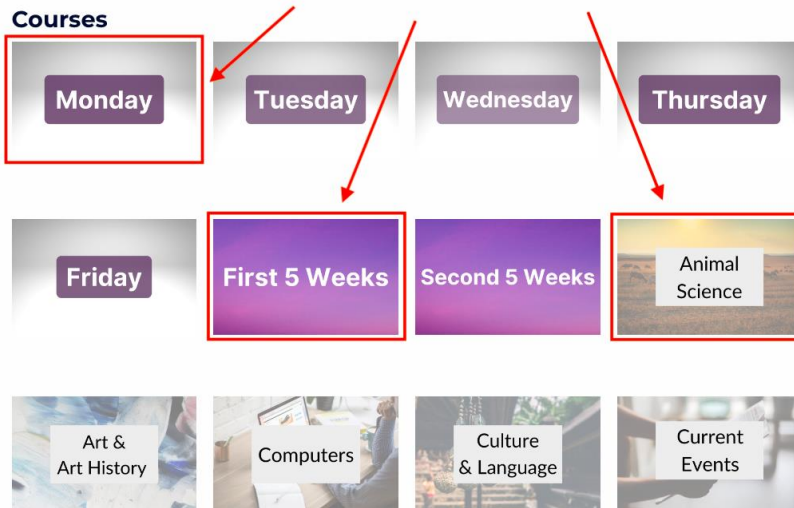 Courses
Monday
Tuesday
Wednesday
Thursday
Friday
First 5 Weeks
Second 5 Weeks
Animal
Science
Art &
Art History
Computers
Culture
& Language
Current
Events